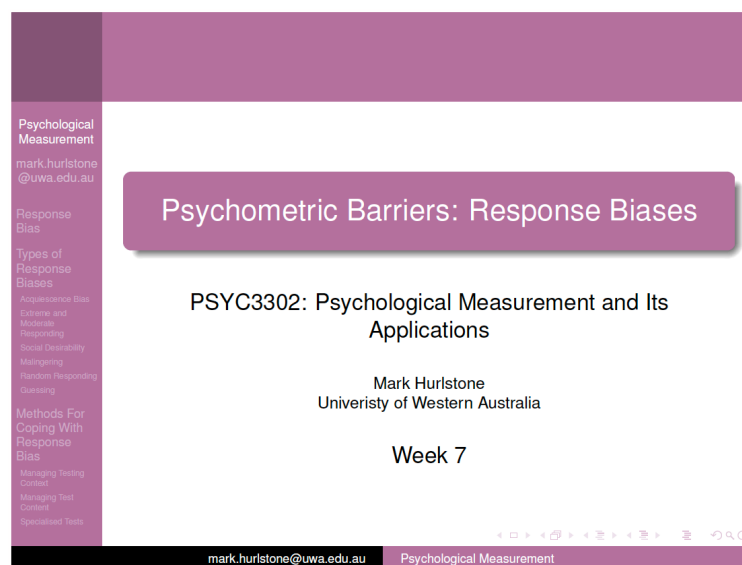 Psychological
Measurement
mark.hurlstone
@uwa.edu.au
Response
Bias
Types of
Response
Biases
Acquiescence Bias
Extreme and
Moderate
Responding
Social Desirability
Malingering
Random Responding
Guessing
Methods For
Coping With
Response
Bias
Managing Testing
Context
Managing Test
Content
Specialised Tests
Psychometric Barriers: Response Biases
PSYC3302: Psychological Measurement and Its
Applications
Mark Hurlstone
Univeristy of Western Australia
Week 7
mark.hurlstone@uwa.edu.au
Psychological Measurement